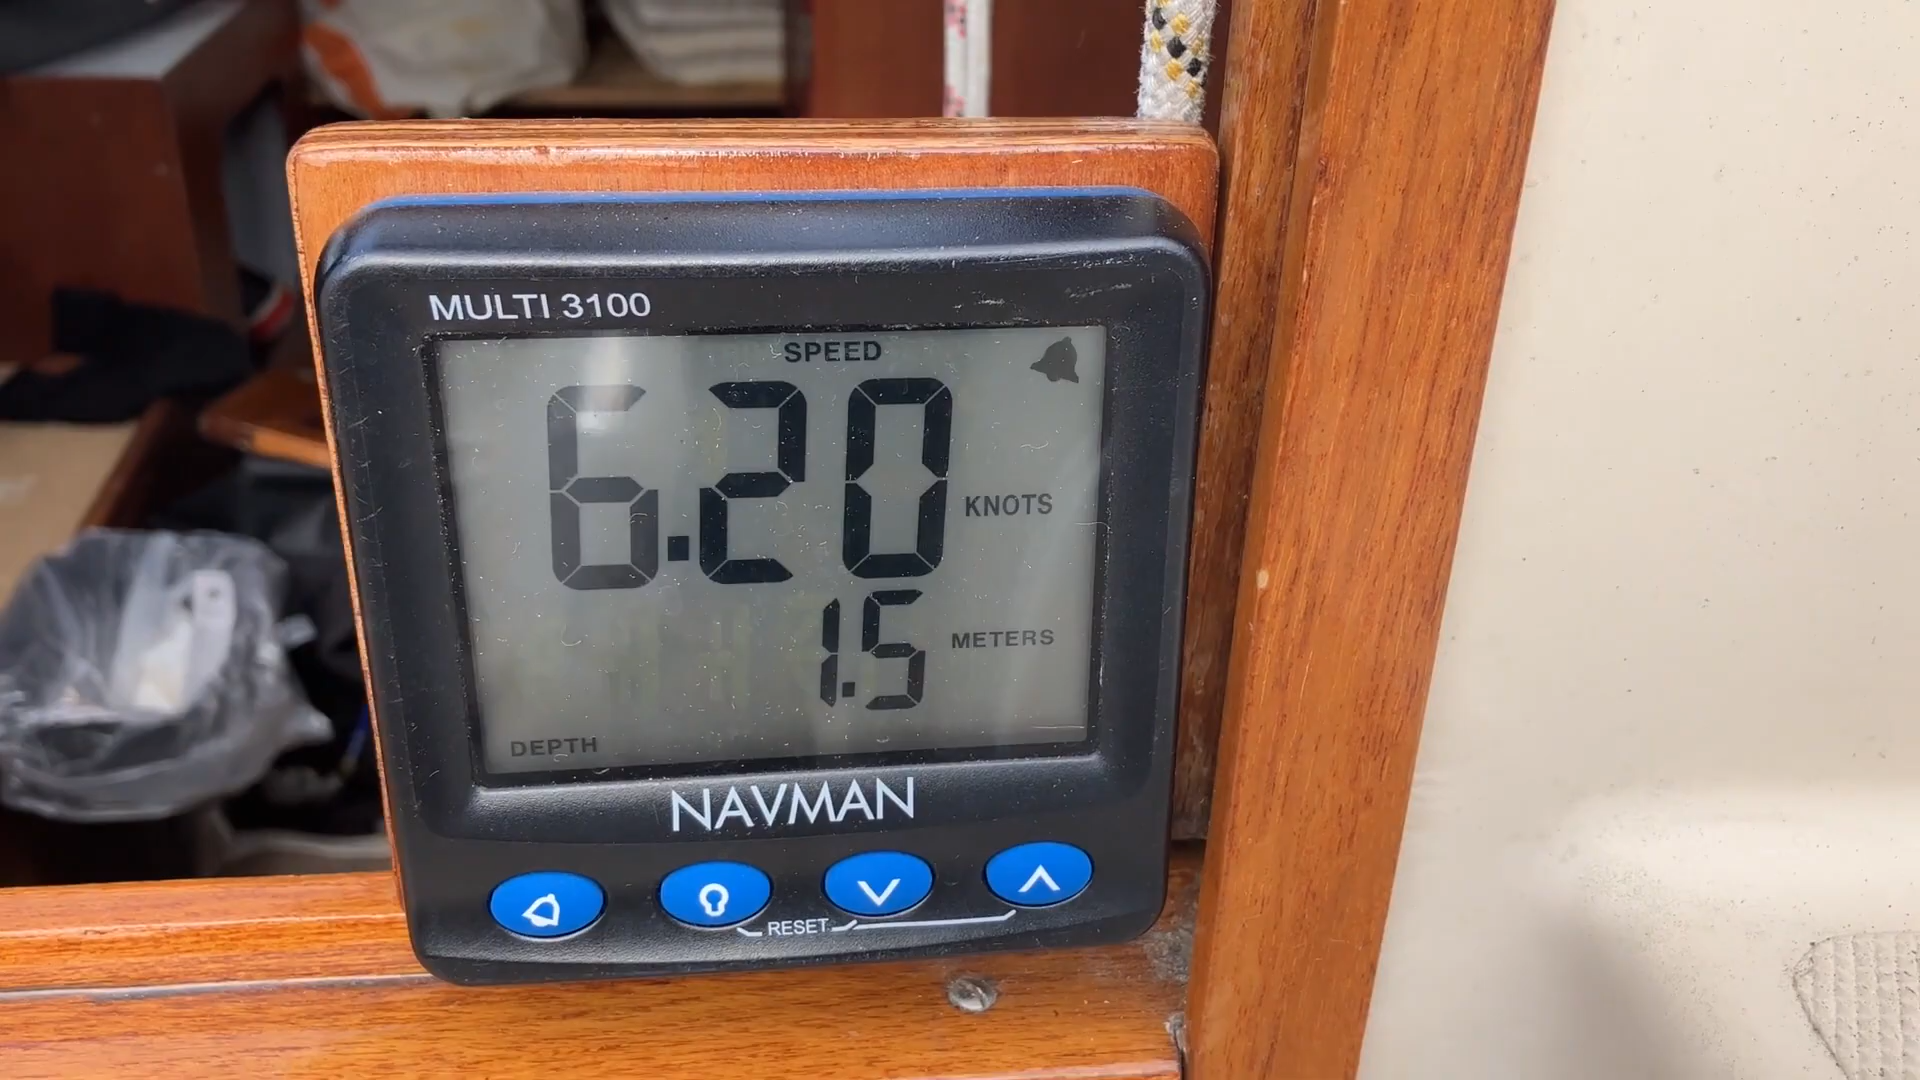 MULTI 3100
SPEED
6.20 KNOTS
1.5 METERS
DEPTH
NAVMAN
RESET